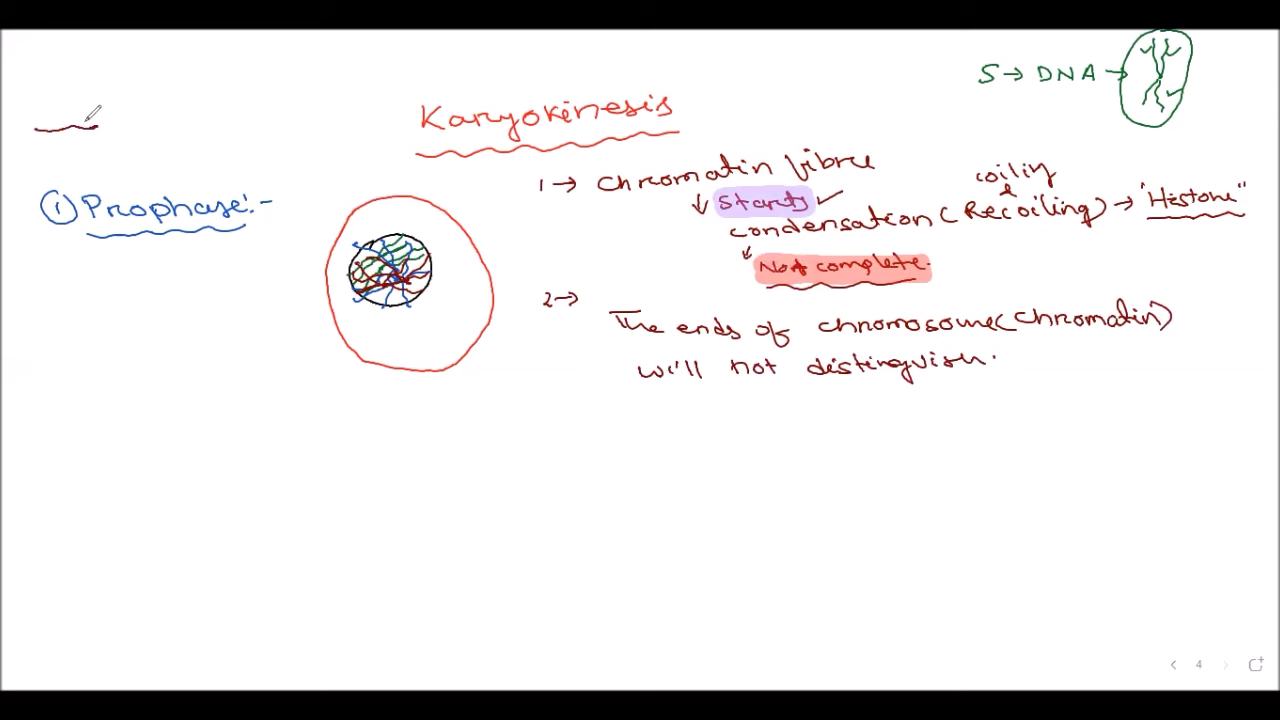 S → DNA →
Karyokinesis
① Prophase:-
1 → Chromatin fibre
↓ Starts ✓
coiling
&
condensation (Recoiling) → "Histone"
↙ Not complete.
2 →
The ends of chromosome (chromatin)
will not distinguish.
< 4 >